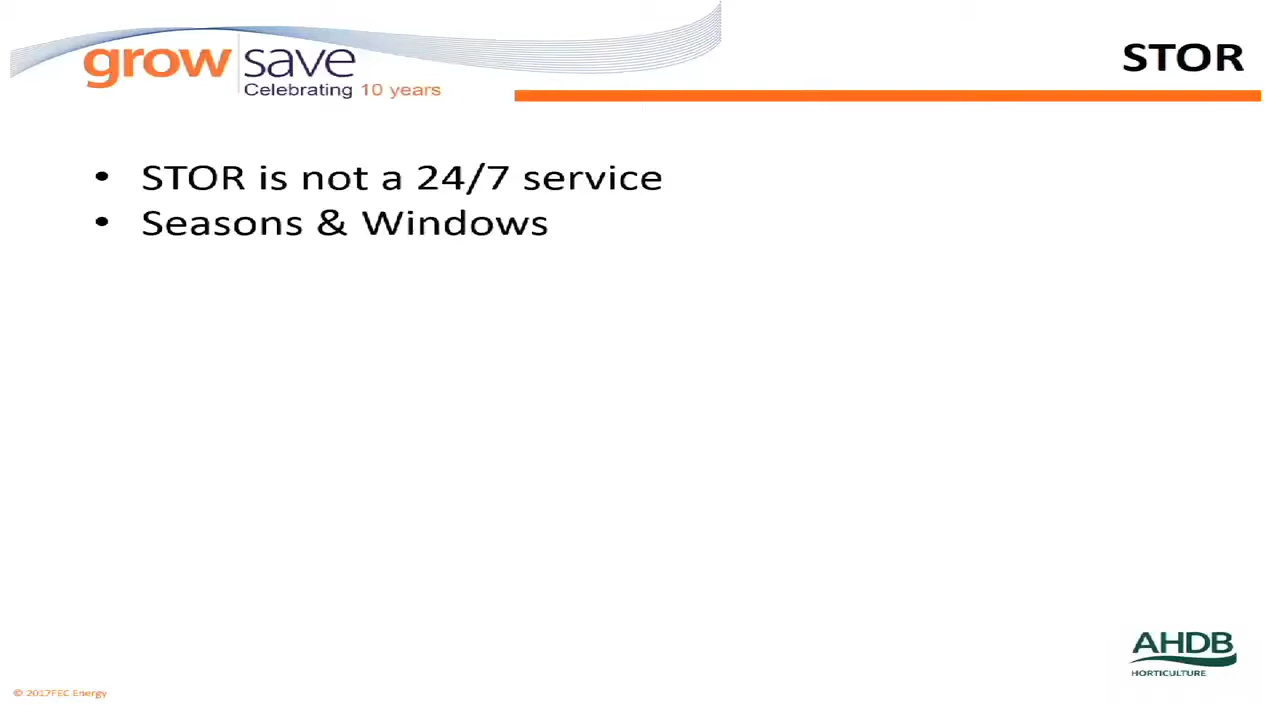 grow save
STOR
Celebrating 10 years
• STOR is not a 24/7 service
• Seasons & Windows
AHDB
HORTICULTURE
© 2017FEC Energy